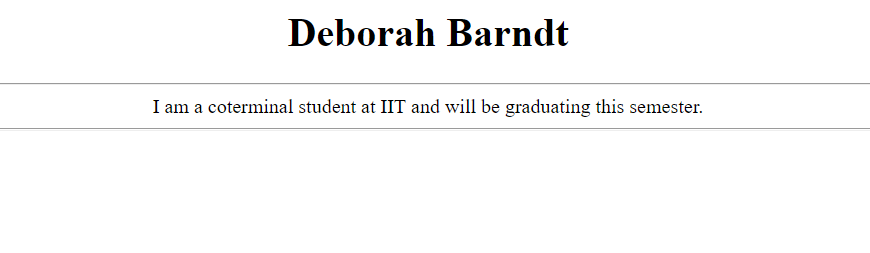 Deborah Barndt
I am a coterminal student at IIT and will be graduating this semester.